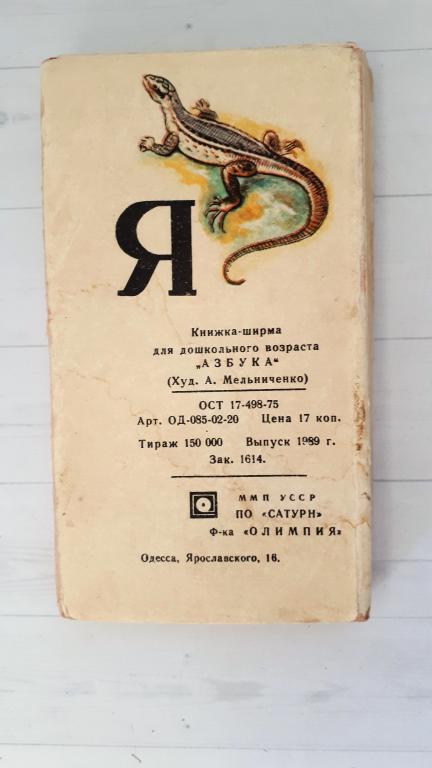 Я
Книжка-ширма
для дошкольного возраста
„АЗБУКА“
(Худ. А. Мельниченко)
ОСТ 17-498-75
Арт. ОД-085-02-20 Цена 17 коп.
Тираж 150 000 Выпуск 1989 г.
Зак. 1614.
ММП УССР
ПО «САТУРН»
Ф-ка «ОЛИМПИЯ»
Одесса, Ярославского, 16.